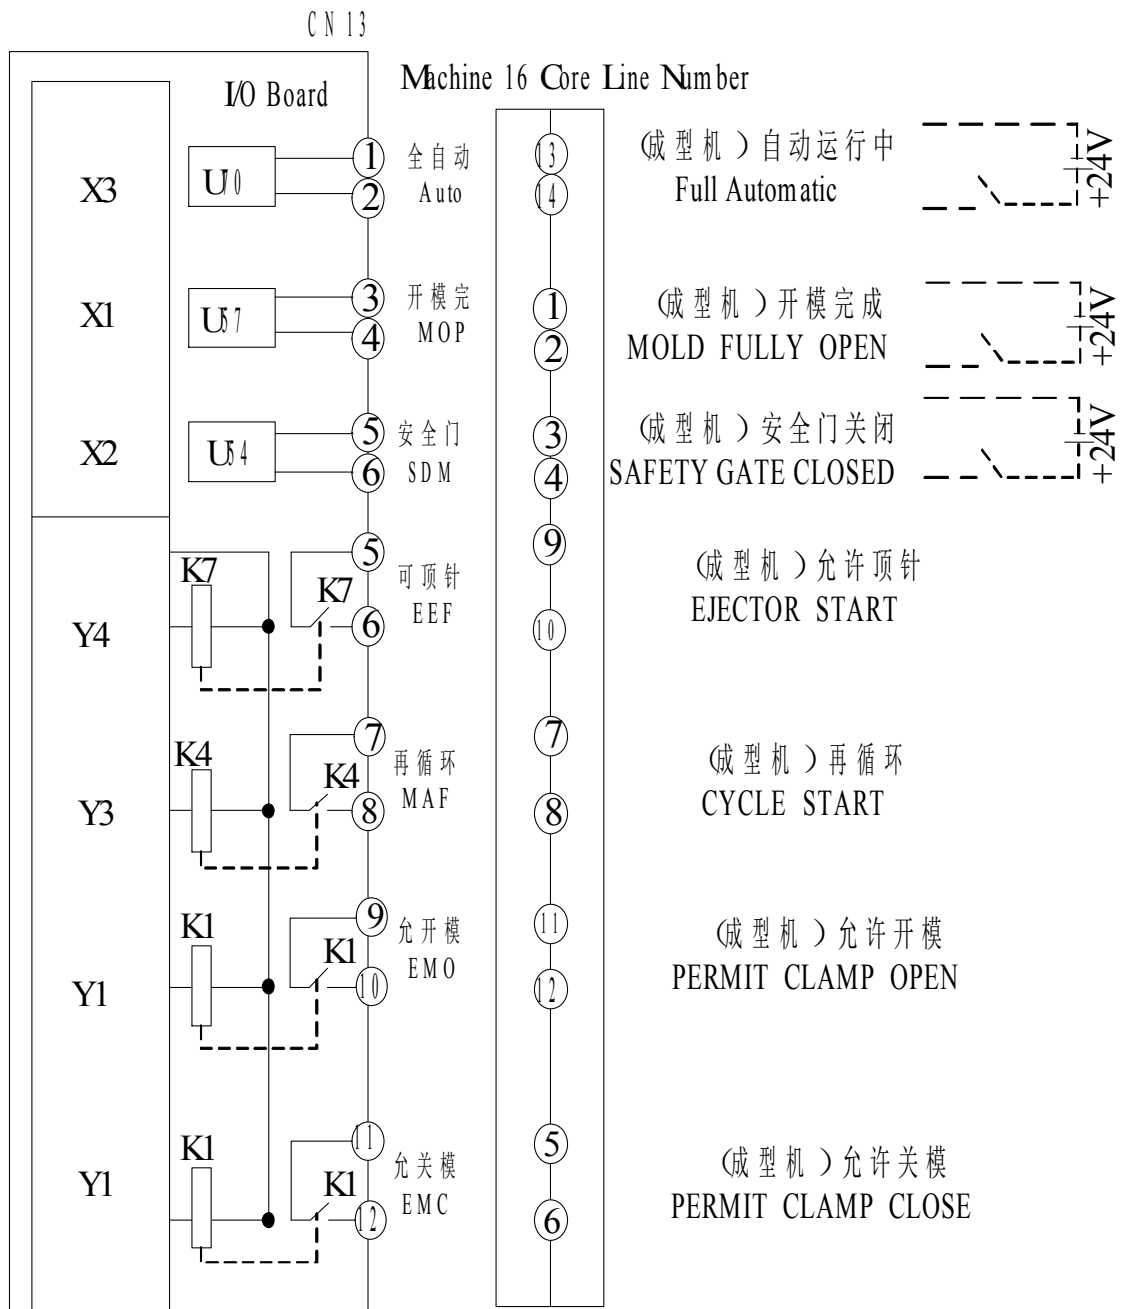 CN 13
I/O Board
Machine 16 Core Line Number
X3
U70
1
2
全自动
Auto
13
14
(成型机)自动运行中
Full Automatic
+24V
X1
U57
3
4
开模完
MOP
1
2
(成型机)开模完成
MOLD FULLY OPEN
+24V
X2
U54
5
6
安全门
SDM
3
4
(成型机)安全门关闭
SAFETY GATE CLOSED
+24V
Y4
K7
K7
5
6
可顶针
EEF
9
10
(成型机)允许顶针
EJECTOR START
Y3
K4
K4
7
8
再循环
MAF
7
8
(成型机)再循环
CYCLE START
Y1
K1
K1
9
10
允开模
EMO
11
12
(成型机)允许开模
PERMIT CLAMP OPEN
Y1
K1
K1
11
12
允关模
EMC
5
6
(成型机)允许关模
PERMIT CLAMP CLOSE